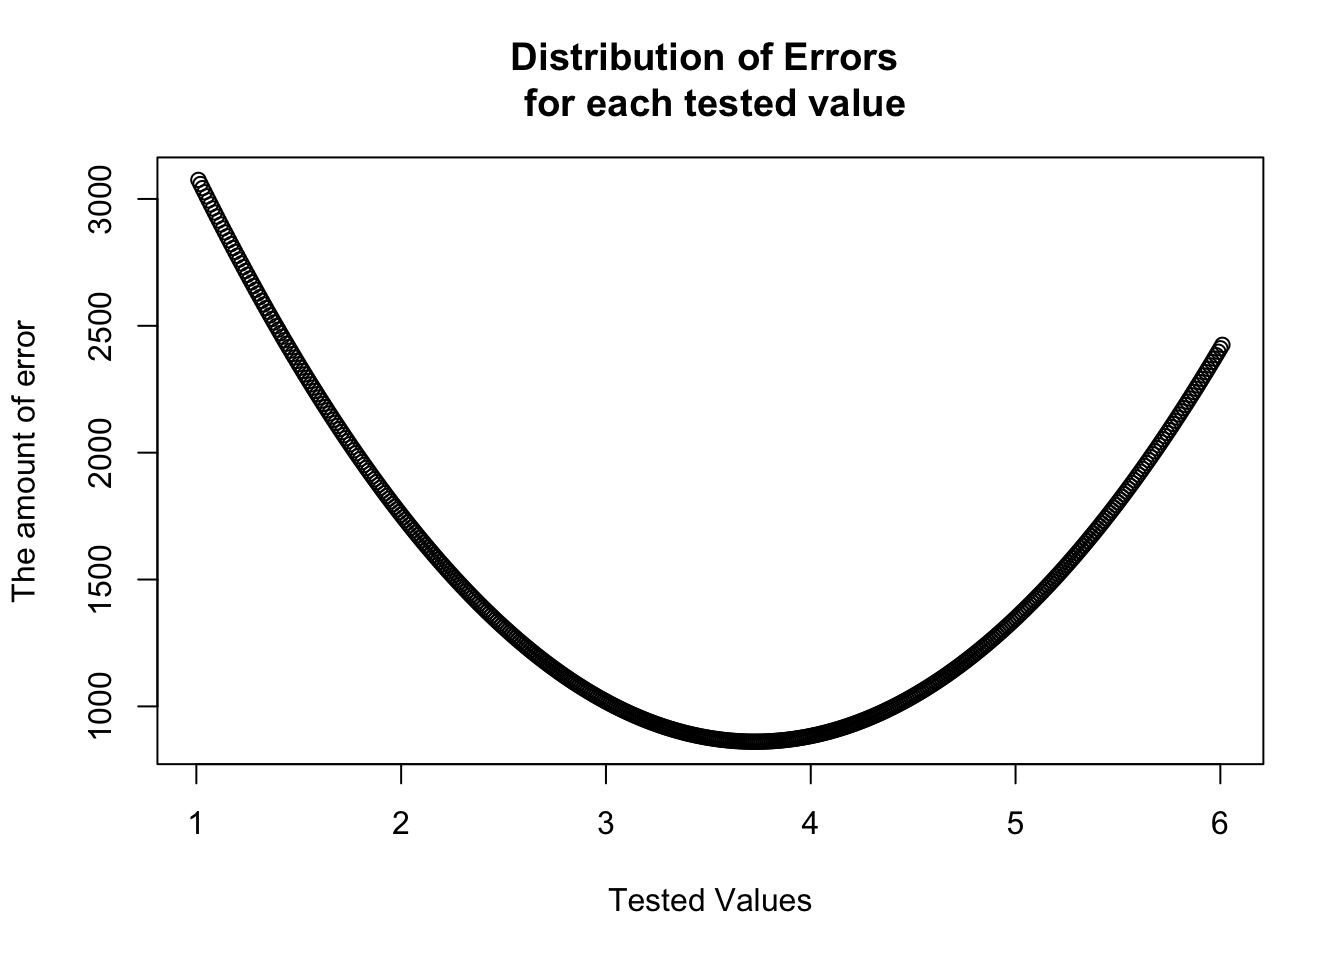 Distribution of Errors
for each tested value
The amount of error
3000
2500
2000
1500
1000
1 2 3 4 5 6
Tested Values